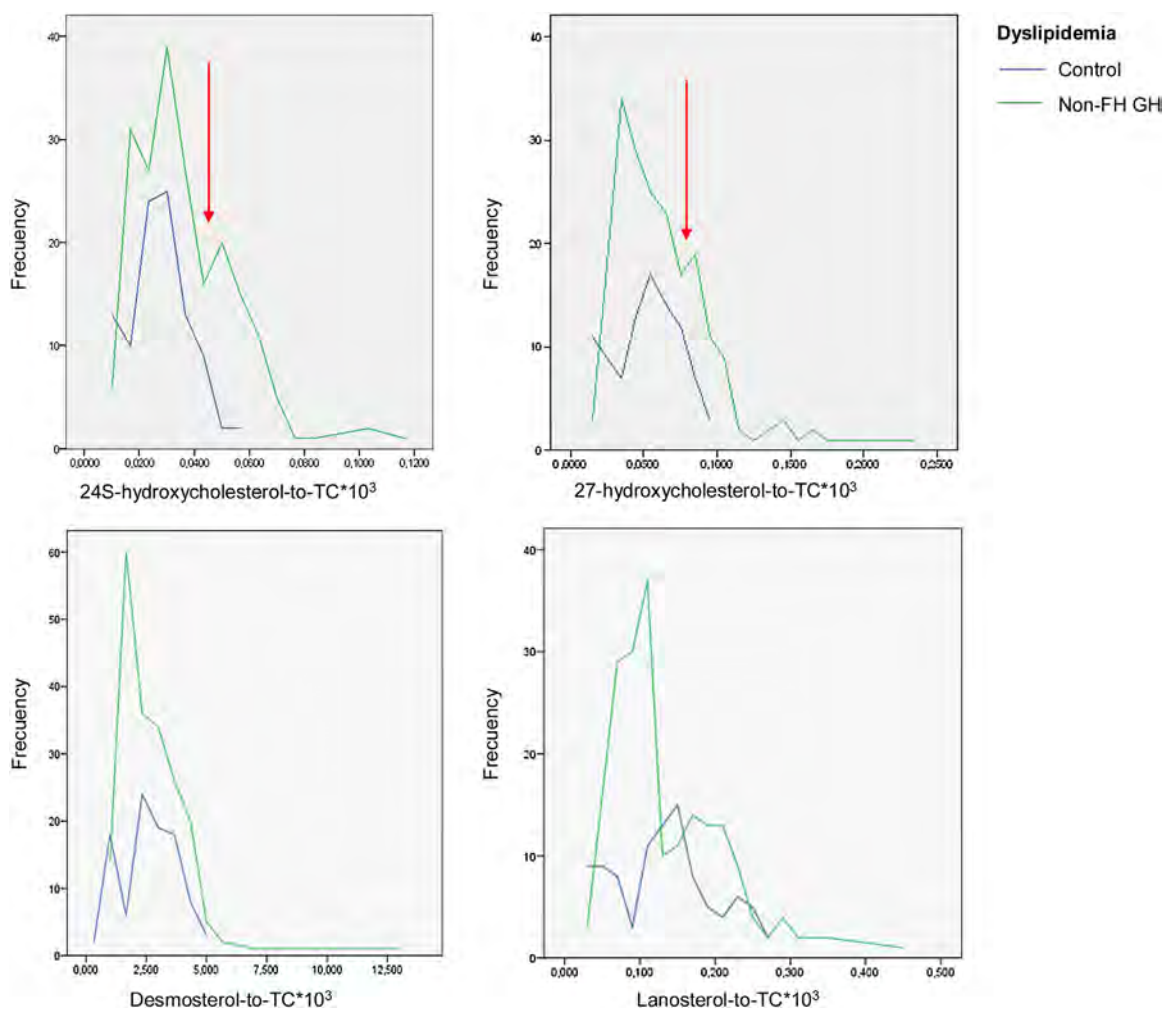 Dyslipidemia
Control
Non-FH GH
40
30
20
10
0
Frecuency
0,0000 0,0200 0,0400 0,0600 0,0800 0,1000 0,1200
24S-hydroxycholesterol-to-TC*10³
40
30
20
10
0
Frecuency
0,0000 0,0500 0,1000 0,1500 0,2000 0,2500
27-hydroxycholesterol-to-TC*10³
60
50
40
30
20
10
0
Frecuency
0,000 2,500 5,000 7,500 10,000 12,500
Desmosterol-to-TC*10³
40
30
20
10
0
Frecuency
0,000 0,100 0,200 0,300 0,400 0,500
Lanosterol-to-TC*10³